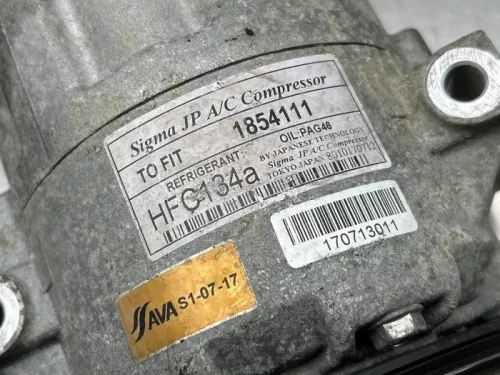 Sigma JP A/C Compressor
TO FIT 1854111
REFRIGERANT: OIL:PAG46
HFC134a BY JAPANESE TECHNOLOGY
Sigma JP A/C Compressor
TOKYO JAPAN
170713011
AVA S1-07-17